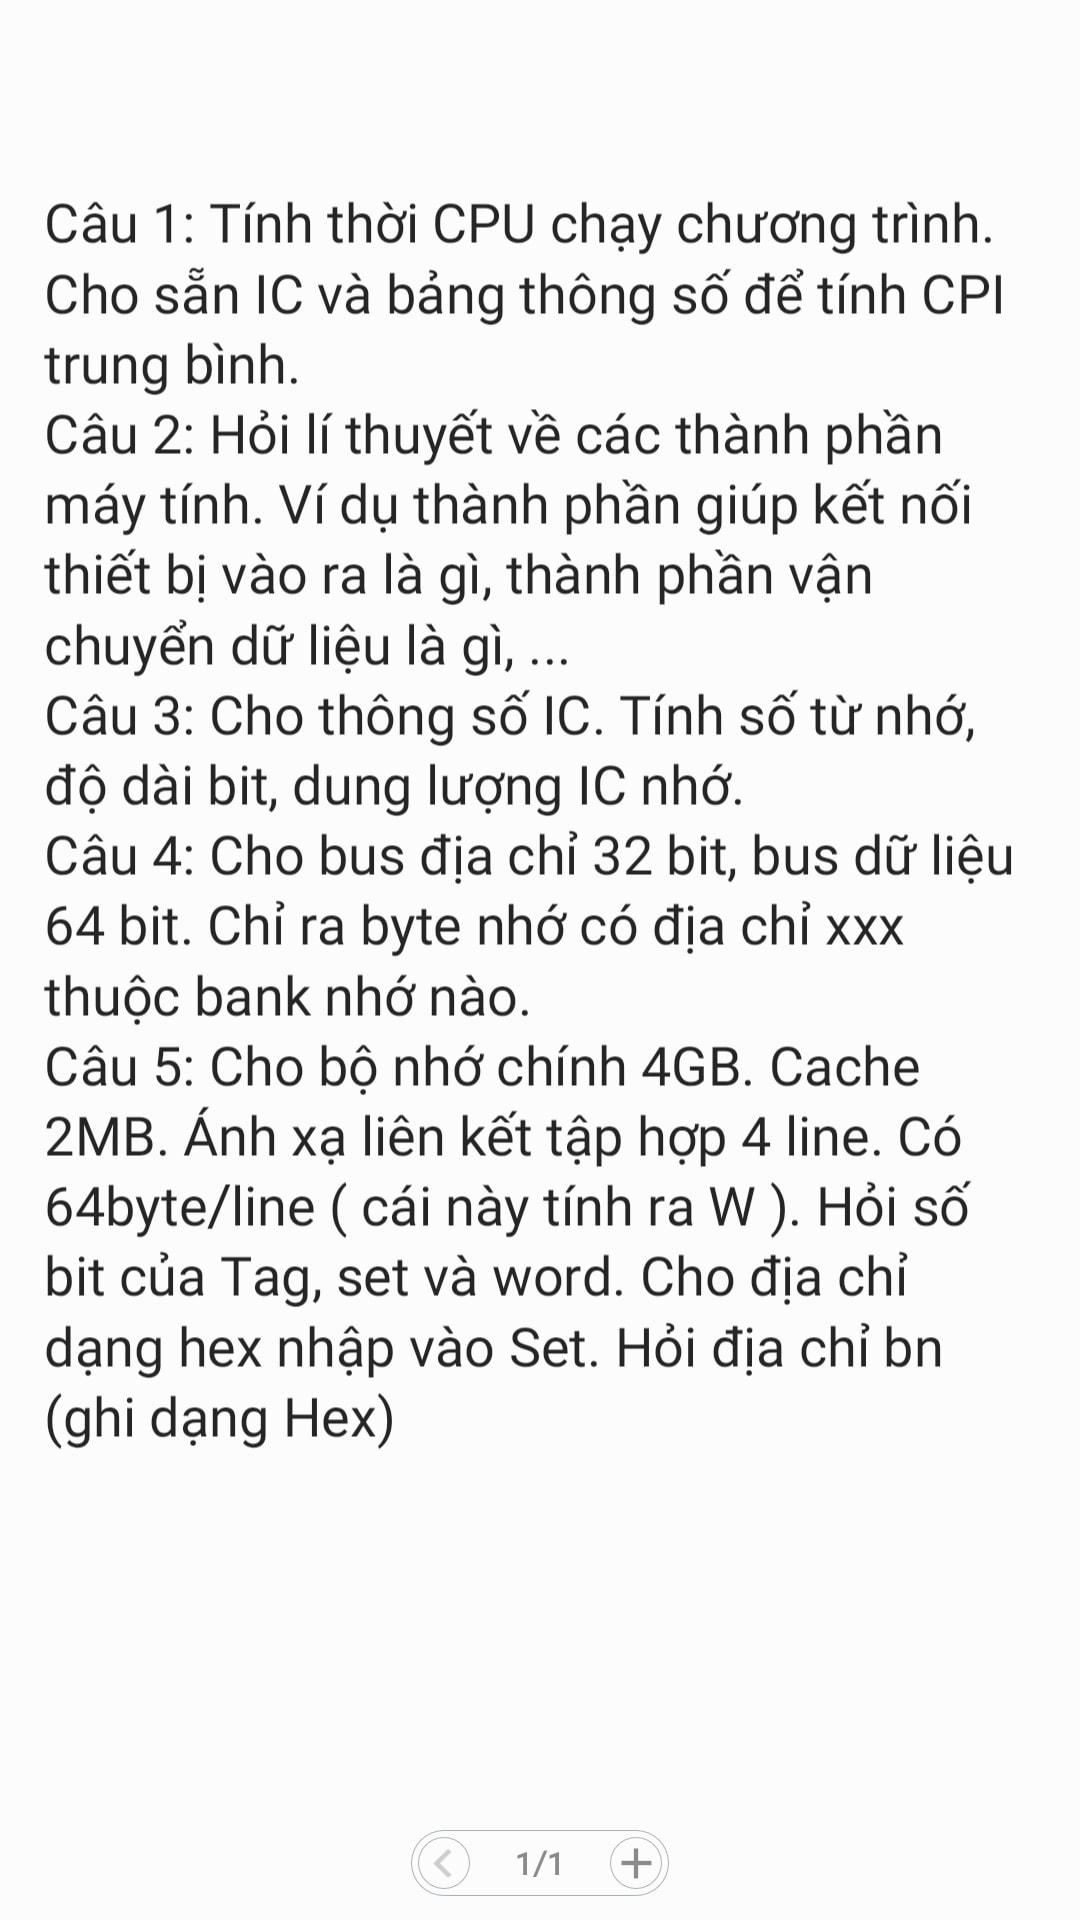 Câu 1: Tính thời CPU chạy chương trình.
Cho sẵn IC và bảng thông số để tính CPI
trung bình.
Câu 2: Hỏi lí thuyết về các thành phần
máy tính. Ví dụ thành phần giúp kết nối
thiết bị vào ra là gì, thành phần vận
chuyển dữ liệu là gì, ...
Câu 3: Cho thông số IC. Tính số từ nhớ,
độ dài bit, dung lượng IC nhớ.
Câu 4: Cho bus địa chỉ 32 bit, bus dữ liệu
64 bit. Chỉ ra byte nhớ có địa chỉ xxx
thuộc bank nhớ nào.
Câu 5: Cho bộ nhớ chính 4GB. Cache
2MB. Ánh xạ liên kết tập hợp 4 line. Có
64byte/line ( cái này tính ra W ). Hỏi số
bit của Tag, set và word. Cho địa chỉ
dạng hex nhập vào Set. Hỏi địa chỉ bn
(ghi dạng Hex)
1/1